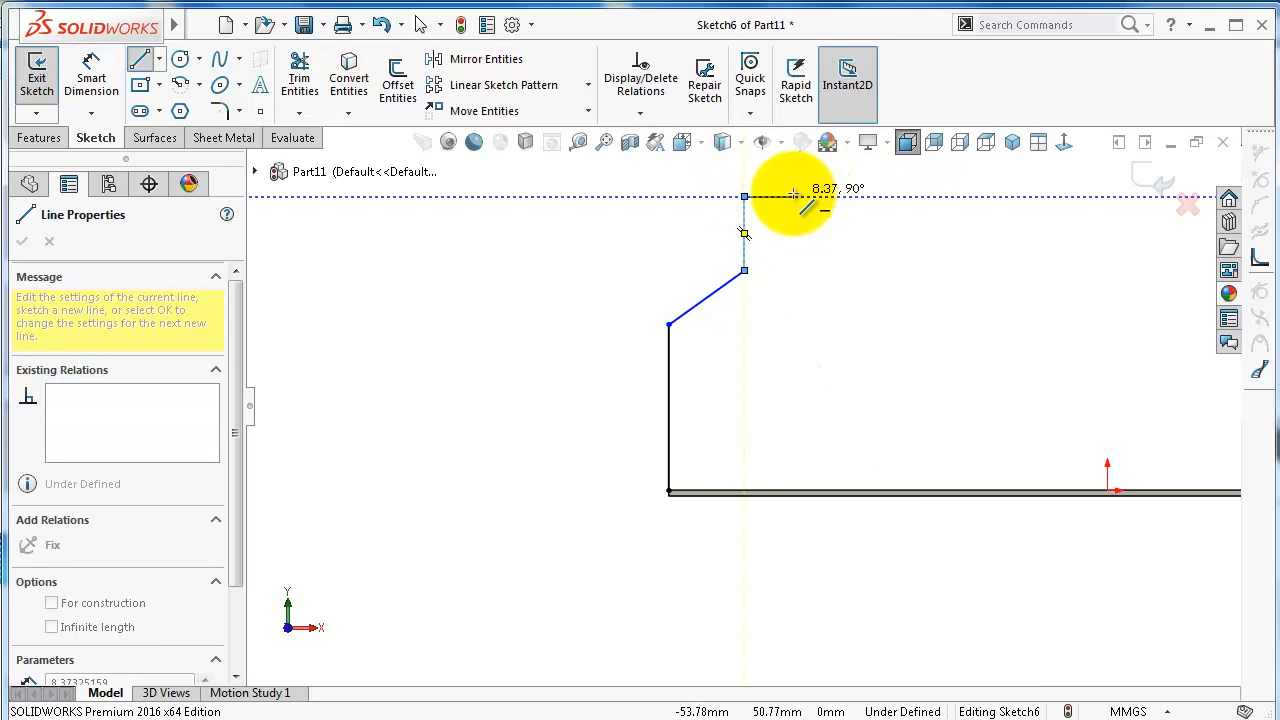 SOLIDWORKS
Sketch6 of Part11 *
Search Commands
Exit Sketch
Smart Dimension
Trim Entities
Convert Entities
Offset Entities
Mirror Entities
Linear Sketch Pattern
Move Entities
Display/Delete Relations
Repair Sketch
Quick Snaps
Rapid Sketch
Instant2D
Features
Sketch
Surfaces
Sheet Metal
Evaluate
Part11 (Default<<Default...
8.37, 90°
Line Properties
Message
Edit the settings of the current line,
sketch a new line, or select OK to
change the settings for the next new
line.
Existing Relations
Under Defined
Add Relations
Fix
Options
For construction
Infinite length
Parameters
8.37325159
Y
X
Model
3D Views
Motion Study 1
SOLIDWORKS Premium 2016 x64 Edition
-53.78mm
50.77mm
0mm
Under Defined
Editing Sketch6
MMGS